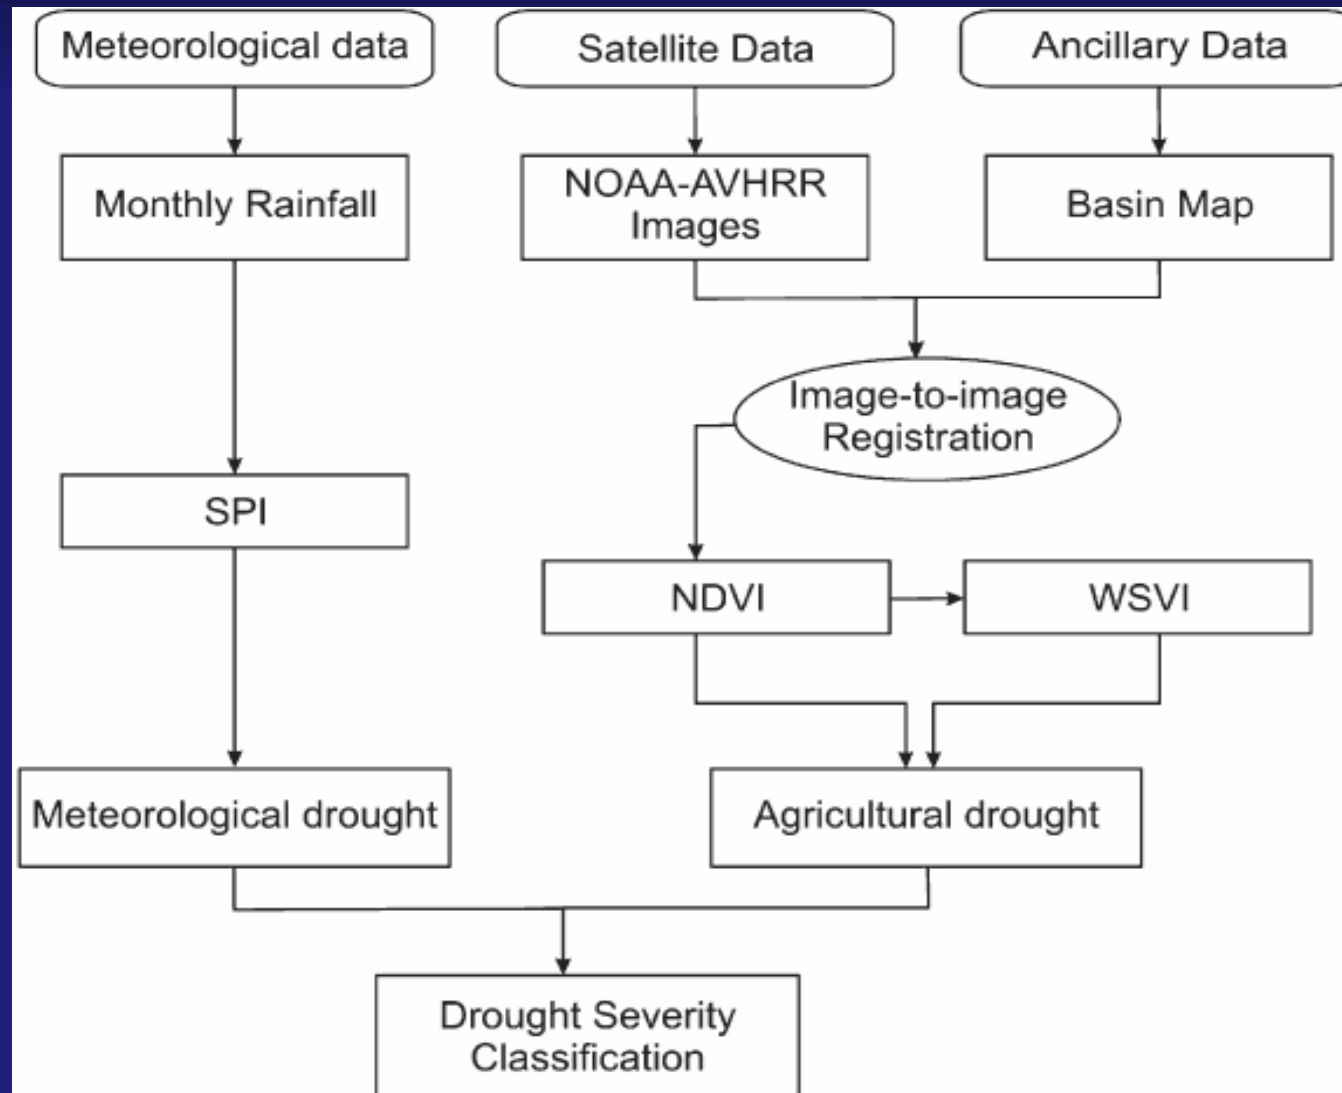 Meteorological data
Satellite Data
Ancillary Data
Monthly Rainfall
NOAA-AVHRR
Images
Basin Map
Image-to-image
Registration
SPI
NDVI
WSVI
Meteorological drought
Agricultural drought
Drought Severity
Classification